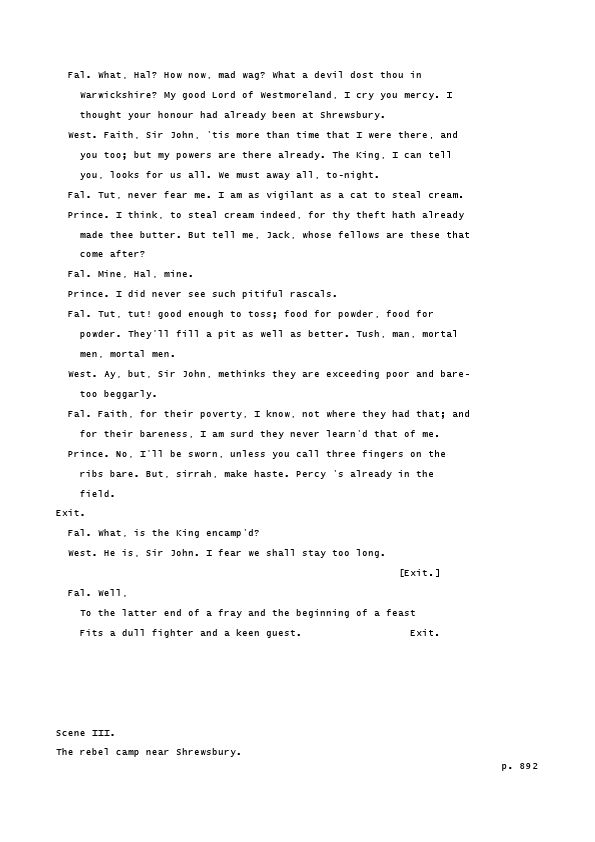 Fal. What, Hal? How now, mad wag? What a devil dost thou in
Warwickshire? My good Lord of Westmoreland, I cry you mercy. I
thought your honour had already been at Shrewsbury.
West. Faith, Sir John, 'tis more than time that I were there, and
you too; but my powers are there already. The King, I can tell
you, looks for us all. We must away all, to-night.
Fal. Tut, never fear me. I am as vigilant as a cat to steal cream.
Prince. I think, to steal cream indeed, for thy theft hath already
made thee butter. But tell me, Jack, whose fellows are these that
come after?
Fal. Mine, Hal, mine.
Prince. I did never see such pitiful rascals.
Fal. Tut, tut! good enough to toss; food for powder, food for
powder. They'll fill a pit as well as better. Tush, man, mortal
men, mortal men.
West. Ay, but, Sir John, methinks they are exceeding poor and bare-
too beggarly.
Fal. Faith, for their poverty, I know, not where they had that; and
for their bareness, I am surd they never learn'd that of me.
Prince. No, I'll be sworn, unless you call three fingers on the
ribs bare. But, sirrah, make haste. Percy 's already in the
field.
Exit.
Fal. What, is the King encamp'd?
West. He is, Sir John. I fear we shall stay too long.
[Exit.]
Fal. Well,
To the latter end of a fray and the beginning of a feast
Fits a dull fighter and a keen guest. Exit.
Scene III.
The rebel camp near Shrewsbury.
p. 892